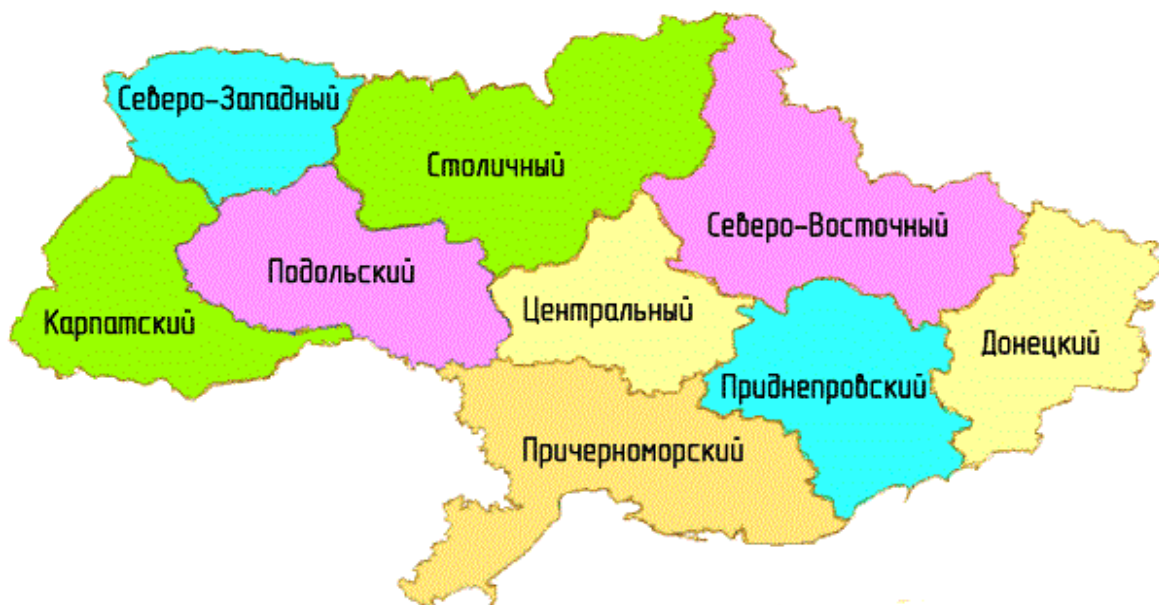 Северо-Западный
Столичный
Северо-Восточный
Подольский
Центральный
Карпатский
Донецкий
Приднепровский
Причерноморский